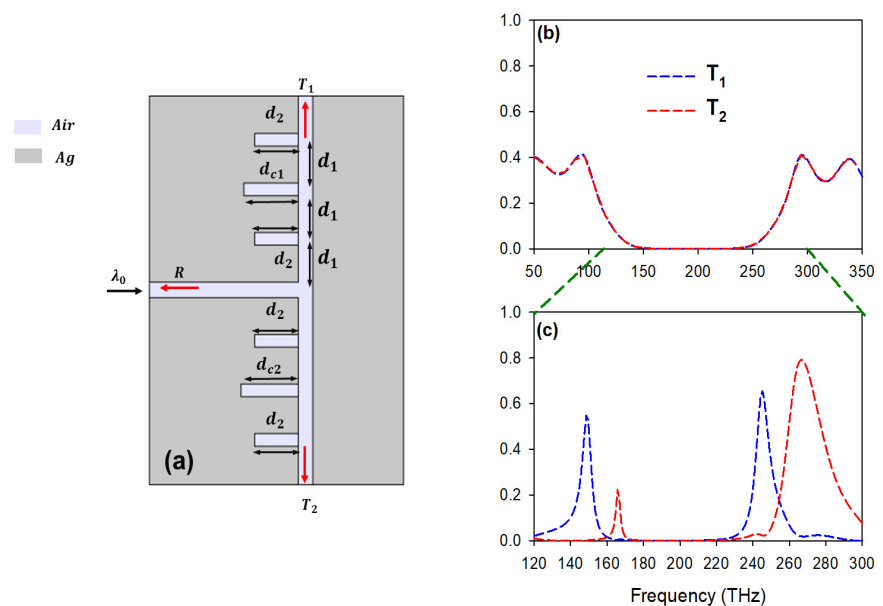 Air
Ag
T₁
d₂
d₁
d_c1
d₁
d₂
d₁
λ₀
R
d₂
d_c2
d₂
(a)
T₂
(b)
T₁
T₂
1.0
0.8
0.6
0.4
0.2
0.0
50 100 150 200 250 300 350
(c)
1.0
0.8
0.6
0.4
0.2
0.0
120 140 160 180 200 220 240 260 280 300
Frequency (THz)